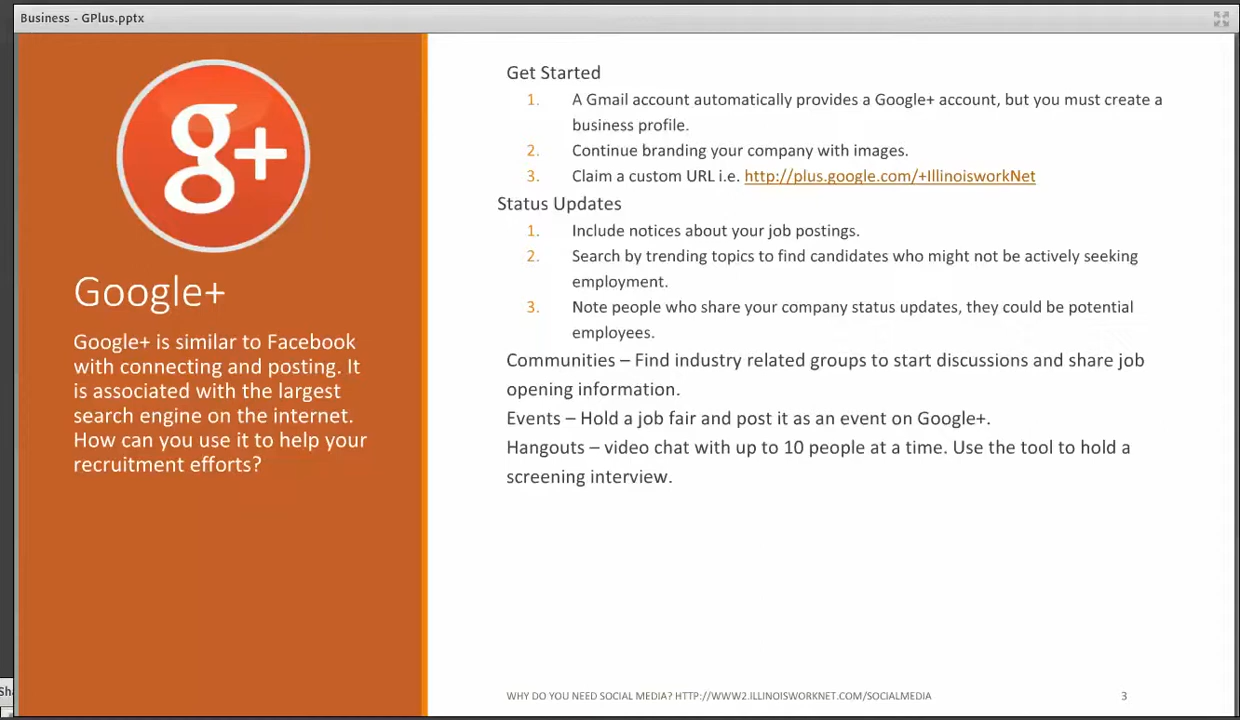 Business - GPlus.pptx
g+
Google+
Google+ is similar to Facebook
with connecting and posting. It
is associated with the largest
search engine on the internet.
How can you use it to help your
recruitment efforts?
Get Started
1. A Gmail account automatically provides a Google+ account, but you must create a
business profile.
2. Continue branding your company with images.
3. Claim a custom URL i.e. http://plus.google.com/+IllinoisworkNet
Status Updates
1. Include notices about your job postings.
2. Search by trending topics to find candidates who might not be actively seeking
employment.
3. Note people who share your company status updates, they could be potential
employees.
Communities – Find industry related groups to start discussions and share job
opening information.
Events – Hold a job fair and post it as an event on Google+.
Hangouts – video chat with up to 10 people at a time. Use the tool to hold a
screening interview.
WHY DO YOU NEED SOCIAL MEDIA? HTTP://WWW2.ILLINOISWORKNET.COM/SOCIALMEDIA 3